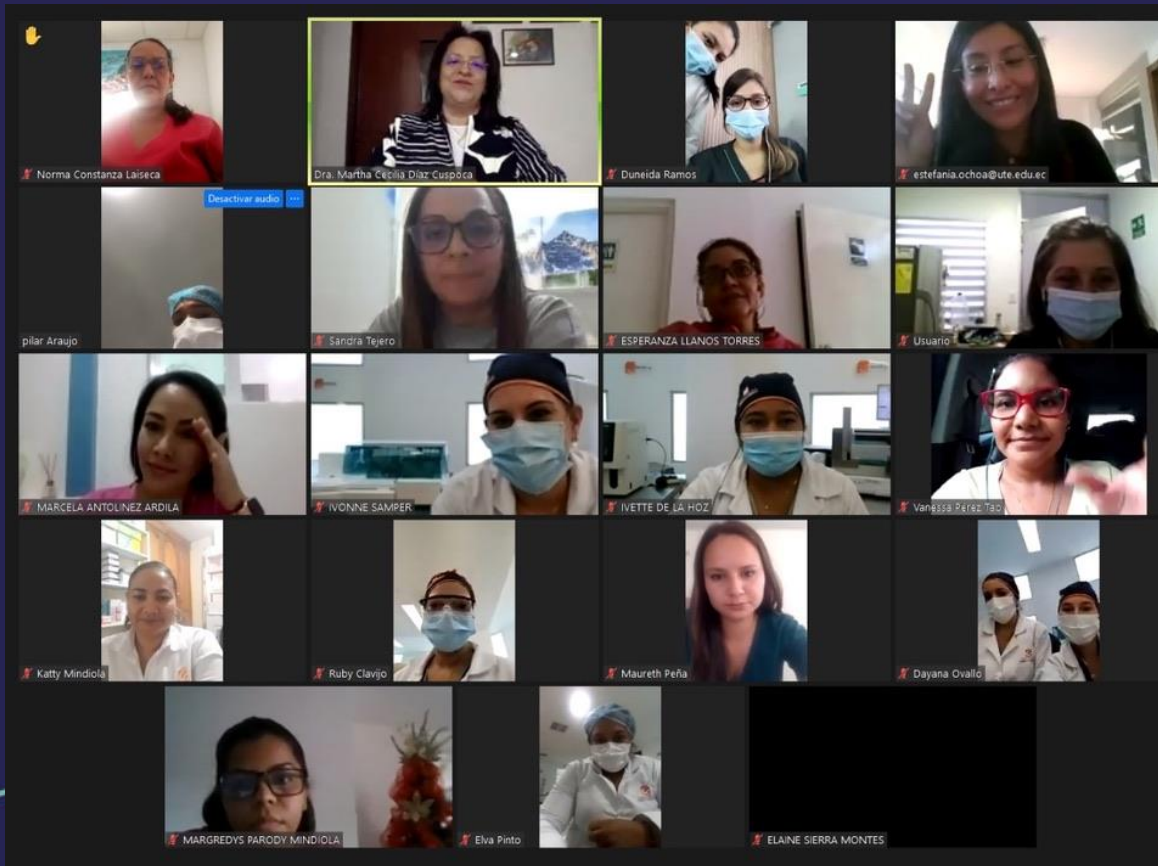 Norma Constanza Laiseca
Dra. Martha Cecilia Díaz Cuspoca
Duneida Ramos
estefania.ochoa@ute.edu.ec
Desactivar audio ...
pilar Araujo
Sandra Tejero
ESPERANZA LLANOS TORRES
Usuario
MARCELA ANTOLINEZ ARDILA
IVONNE SAMPER
IVETTE DE LA HOZ
Vanessa Perez Tao
Katty Mindiola
Ruby Clavijo
Maureth Peña
Dayana Ovallo
MARGREDYS PARODY MINDIOLA
Elva Pinto
ELAINE SIERRA MONTES